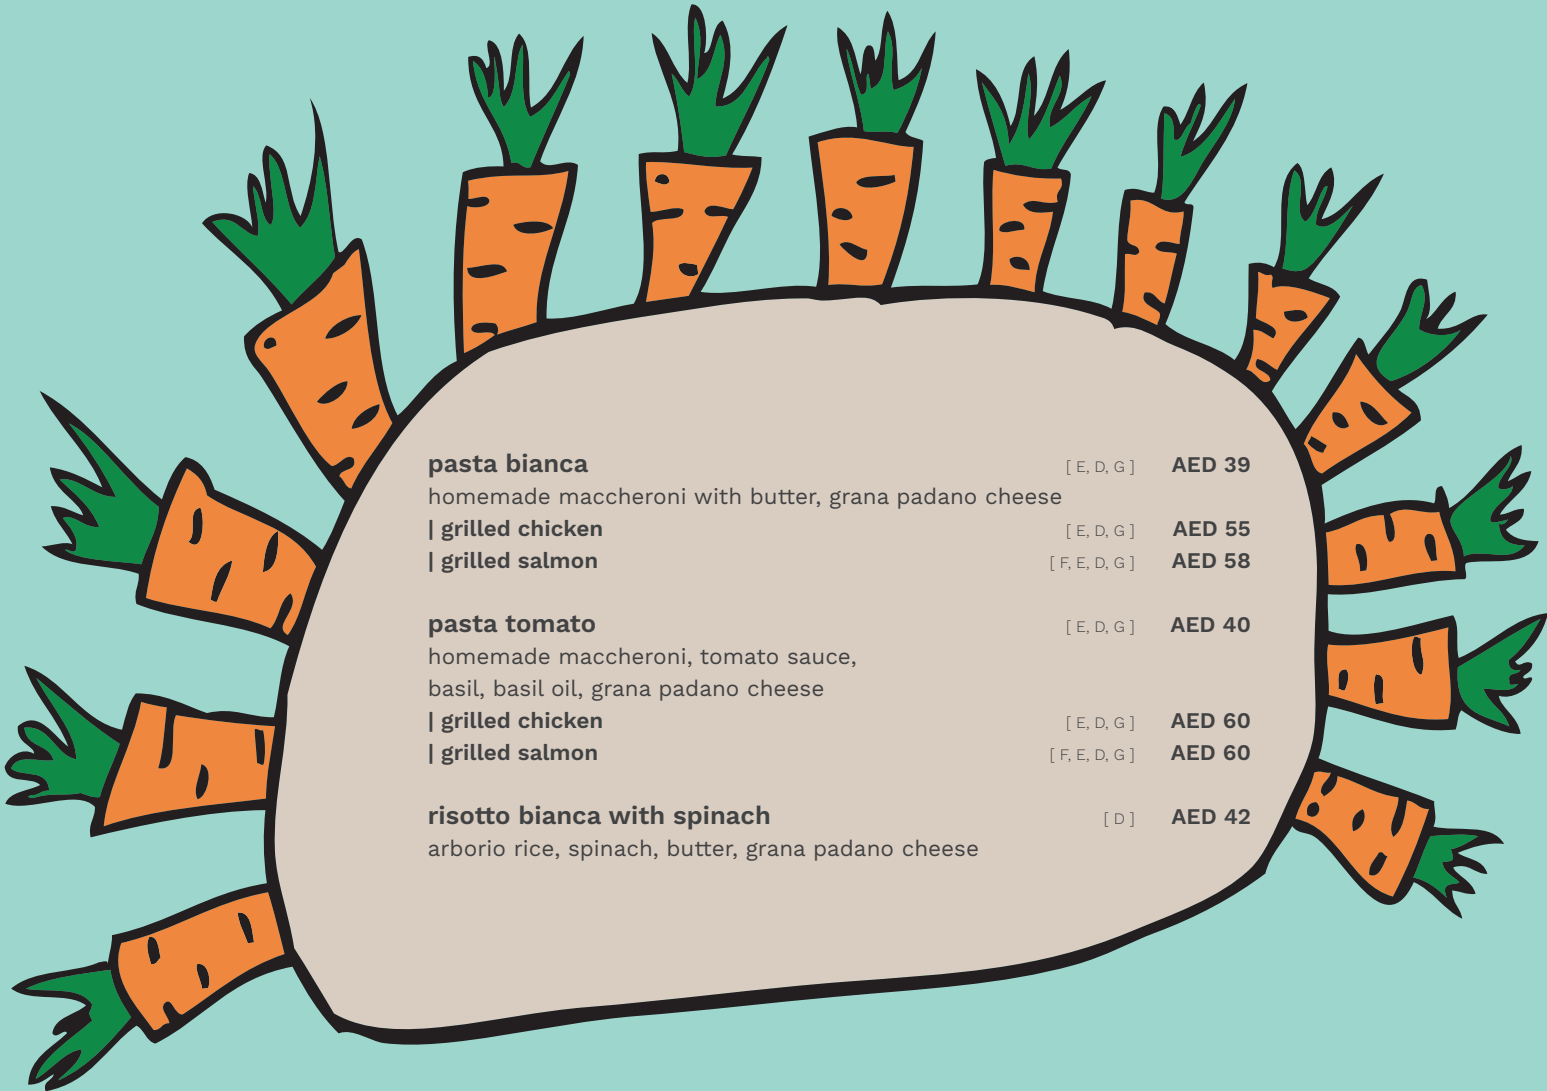 pasta bianca [ E, D, G ] AED 39
homemade maccheroni with butter, grana padano cheese
| grilled chicken [ E, D, G ] AED 55
| grilled salmon [ F, E, D, G ] AED 58
pasta tomato [ E, D, G ] AED 40
homemade maccheroni, tomato sauce,
basil, basil oil, grana padano cheese
| grilled chicken [ E, D, G ] AED 60
| grilled salmon [ F, E, D, G ] AED 60
risotto bianca with spinach [ D ] AED 42
arborio rice, spinach, butter, grana padano cheese